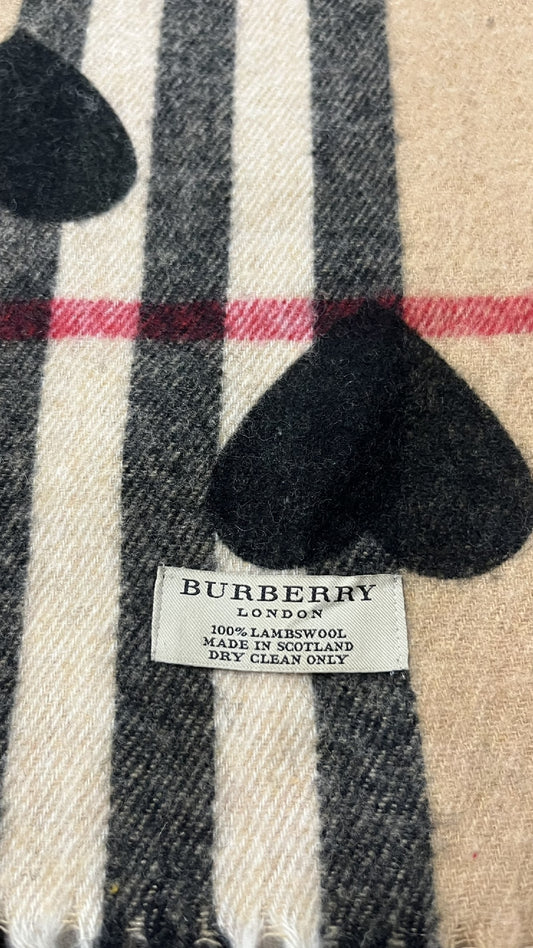 BURBERRY
LONDON
100% LAMBSWOOL
MADE IN SCOTLAND
DRY CLEAN ONLY